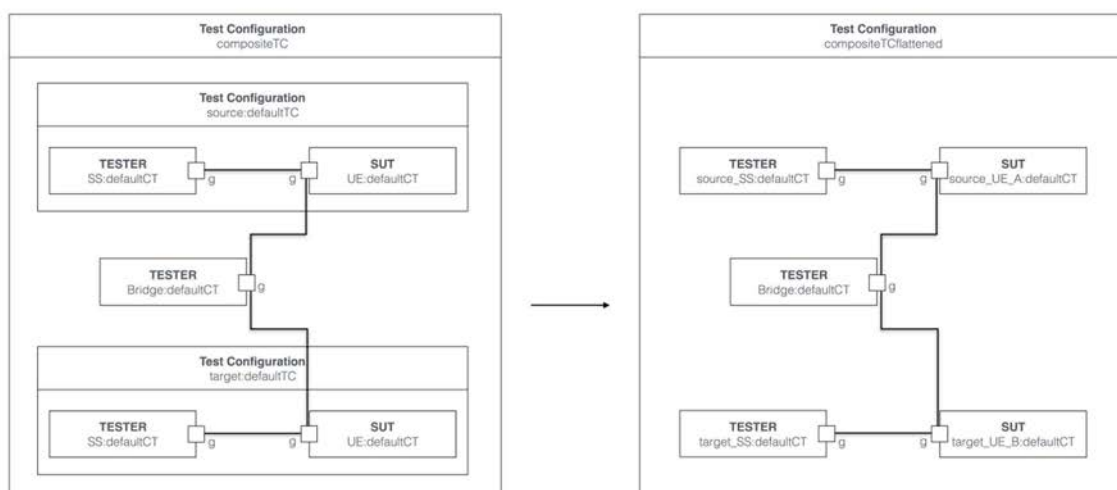 Test Configuration
compositeTC
Test Configuration
source:defaultTC
TESTER
SS:defaultCT
g
g
SUT
UE:defaultCT
TESTER
Bridge:defaultCT
g
Test Configuration
target:defaultTC
TESTER
SS:defaultCT
g
g
SUT
UE:defaultCT
Test Configuration
compositeTCflattened
TESTER
source_SS:defaultCT
g
g
SUT
source_UE_A:defaultCT
TESTER
Bridge:defaultCT
g
TESTER
target_SS:defaultCT
g
g
SUT
target_UE_B:defaultCT